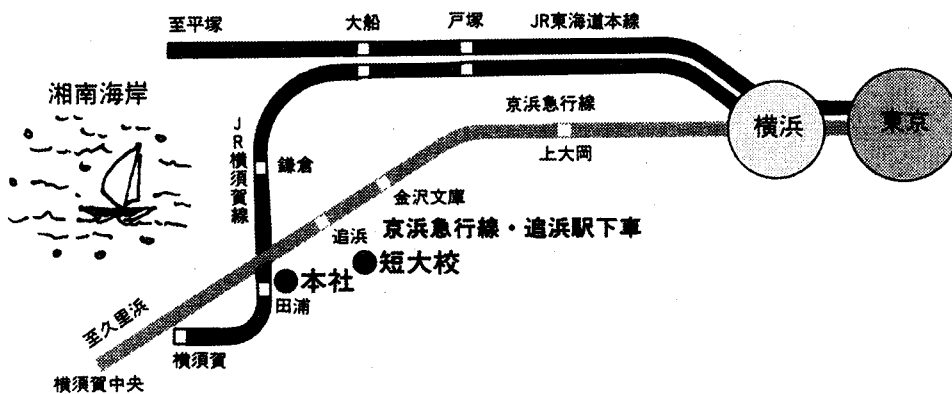 至平塚
大船
戸塚
JR東海道本線
湘南海岸
京浜急行線
横浜
東京
JR横須賀線
上大岡
鎌倉
金沢文庫
追浜
京浜急行線・追浜駅下車
短大校
本社
田浦
至久里浜
横須賀
横須賀中央